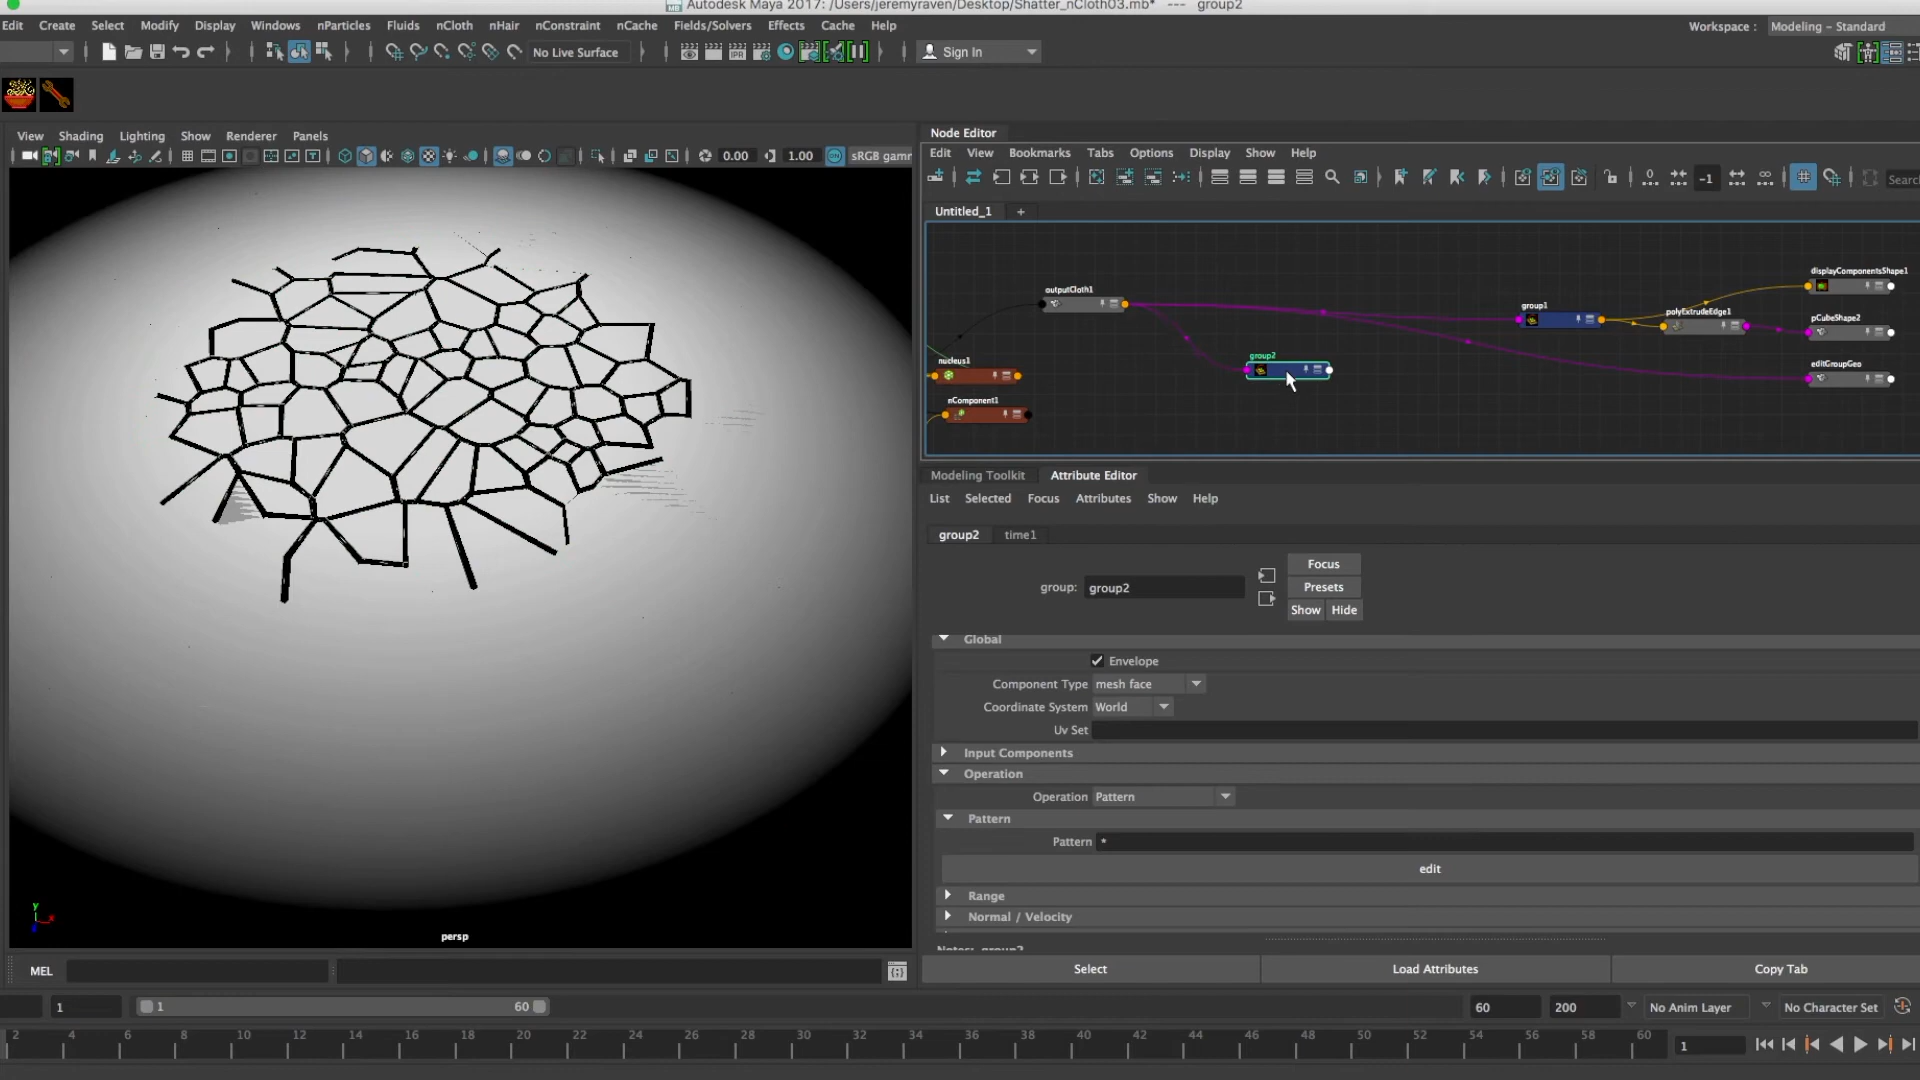 Autodesk Maya 2017: /Users/jeremyraven/Desktop/Shatter_nCloth03.mb* --- group2
Edit Create Select Modify Display Windows nParticles Fluids nCloth nHair nConstraint nCache Fields/Solvers Effects Cache Help
Workspace : Modeling - Standard
No Live Surface
Sign In
View Shading Lighting Show Renderer Panels
0.00 1.00 sRGB gamm
Node Editor
Edit View Bookmarks Tabs Options Display Show Help
IPR
0
-1
Searc
Untitled_1 +
displayComponentsShape1
outputCloth1
group1
polyExtrudeEdge1
pCubeShape2
group2
nucleus1
editGroupGeo
nComponent1
Modeling Toolkit Attribute Editor
List Selected Focus Attributes Show Help
group2 time1
Focus
group: group2
Presets
Show Hide
Global
Envelope
Component Type mesh face
Coordinate System World
Uv Set
Input Components
Operation
Operation Pattern
Pattern
Pattern *
edit
Range
Normal / Velocity
Notes: group2
Select Load Attributes Copy Tab
y
persp
MEL
1 1 60 60 200 No Anim Layer No Character Set
2 4 6 8 10 12 14 16 18 20 22 24 26 28 30 32 34 36 38 40 42 44 46 48 50 52 54 56 58 60 1